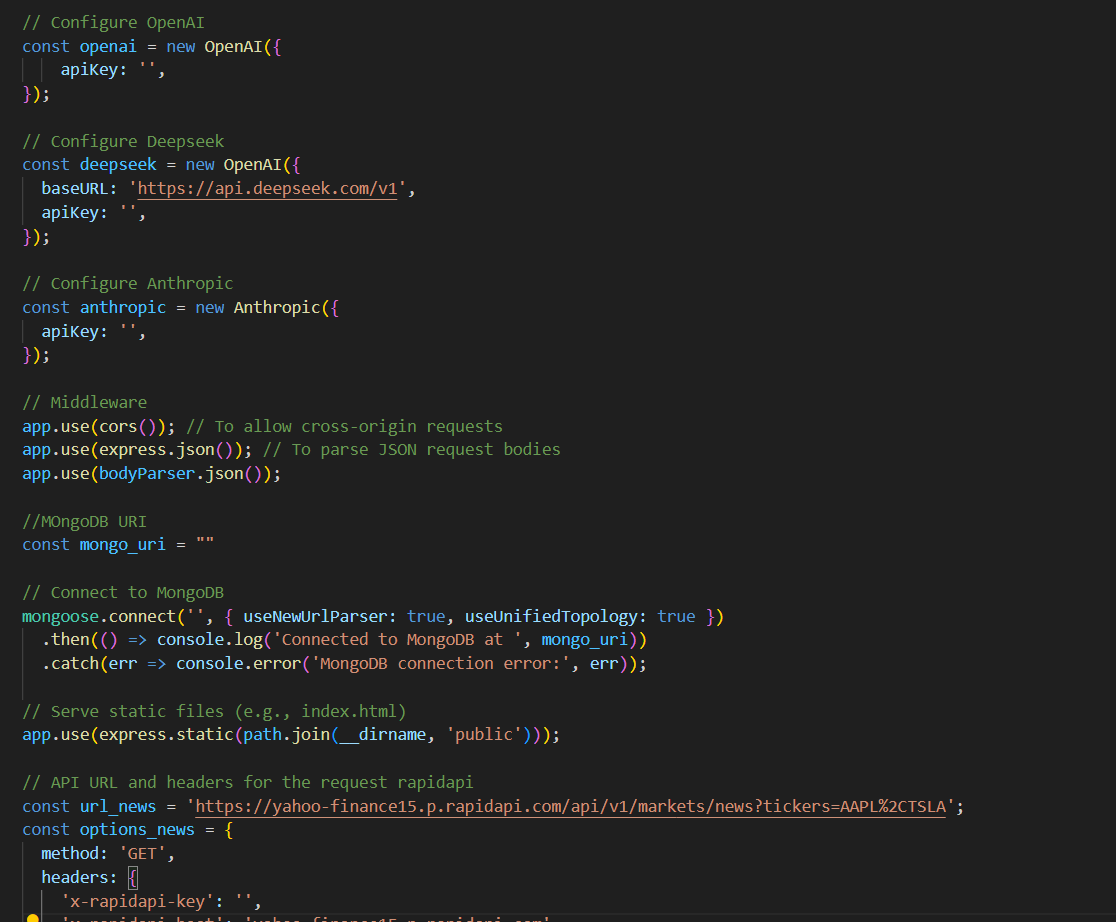 // Configure OpenAI
const openai = new OpenAI({
    apiKey: '',
});

// Configure Deepseek
const deepseek = new OpenAI({
  baseURL: 'https://api.deepseek.com/v1',
  apiKey: '',
});

// Configure Anthropic
const anthropic = new Anthropic({
  apiKey: '',
});

// Middleware
app.use(cors()); // To allow cross-origin requests
app.use(express.json()); // To parse JSON request bodies
app.use(bodyParser.json());

//MOngoDB URI
const mongo_uri = ""

// Connect to MongoDB
mongoose.connect('', { useNewUrlParser: true, useUnifiedTopology: true })
  .then(() => console.log('Connected to MongoDB at ', mongo_uri))
  .catch(err => console.error('MongoDB connection error:', err));

// Serve static files (e.g., index.html)
app.use(express.static(path.join(__dirname, 'public')));

// API URL and headers for the request rapidapi
const url_news = 'https://yahoo-finance15.p.rapidapi.com/api/v1/markets/news?tickers=AAPL%2CTSLA';
const options_news = {
  method: 'GET',
  headers: {
    'x-rapidapi-key': '',